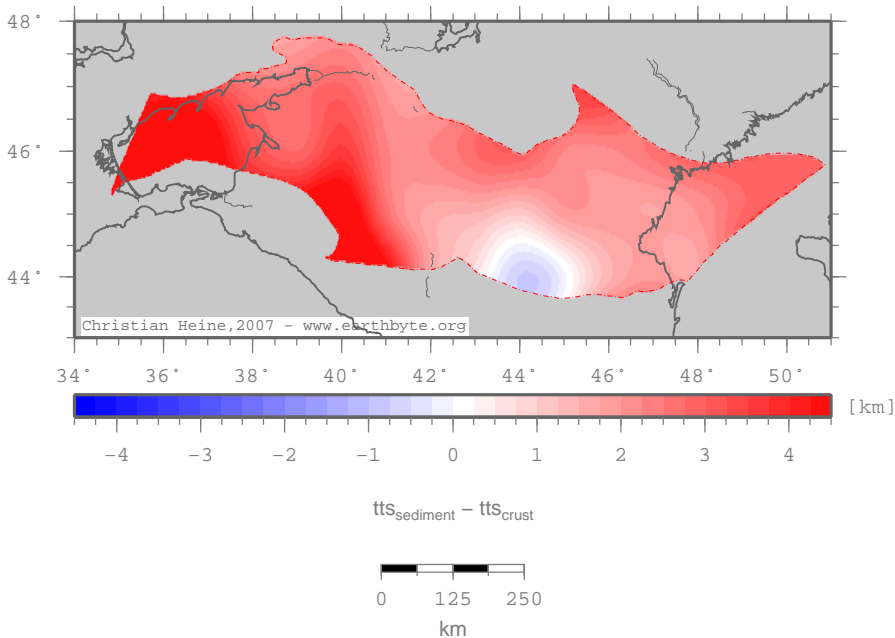 48°
46°
44°
Christian Heine,2007 - www.earthbyte.org
34° 36° 38° 40° 42° 44° 46° 48° 50°
[km]
−4 −3 −2 −1 0 1 2 3 4
ttssediment − ttscrust
0 125 250
km